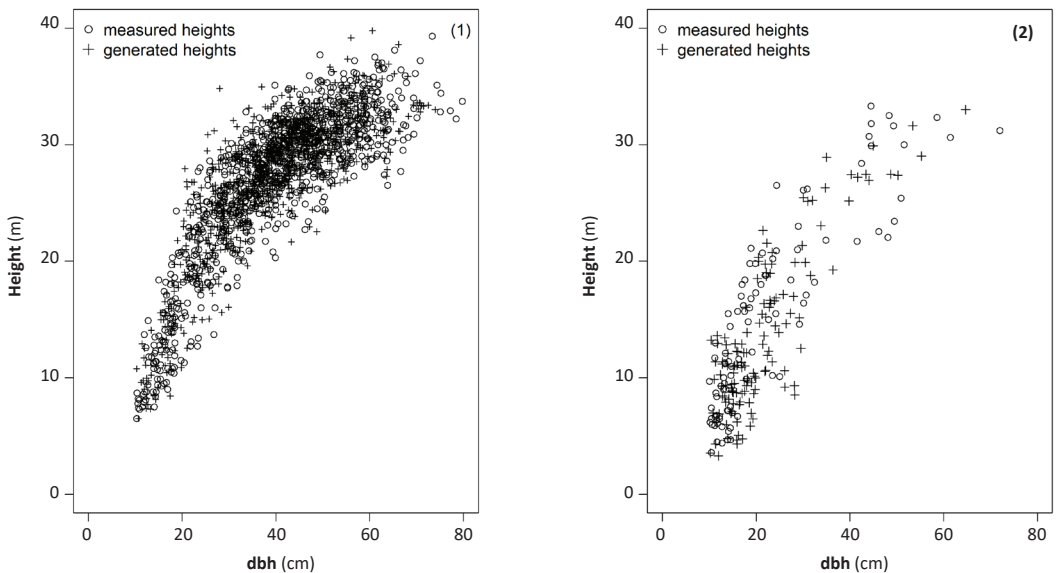 (1)
○ measured heights
+ generated heights
40
30
20
10
0
Height (m)
0 20 40 60 80
dbh (cm)
(2)
○ measured heights
+ generated heights
40
30
20
10
0
Height (m)
0 20 40 60 80
dbh (cm)